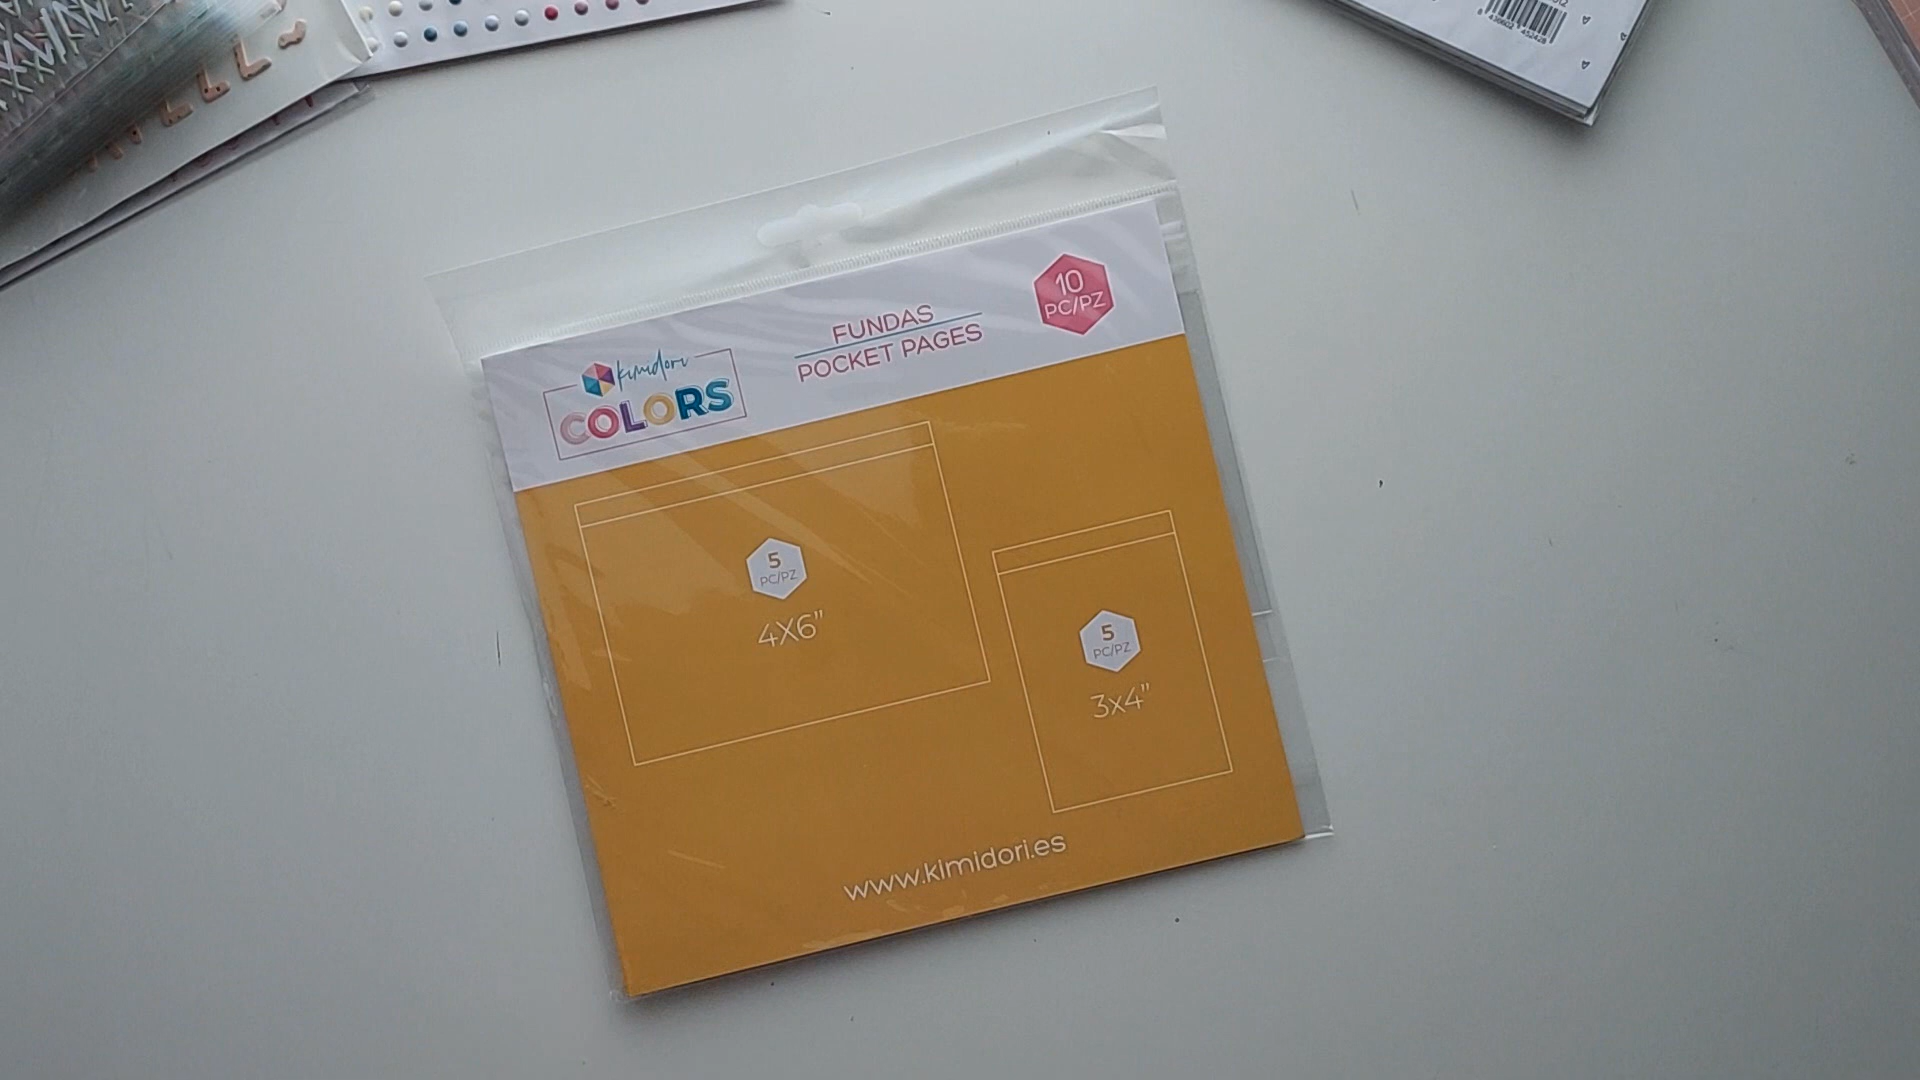 kimidori
COLORS
FUNDAS
POCKET PAGES
10
PC/PZ
5
PC/PZ
4X6”
5
PC/PZ
3x4”
www.kimidori.es